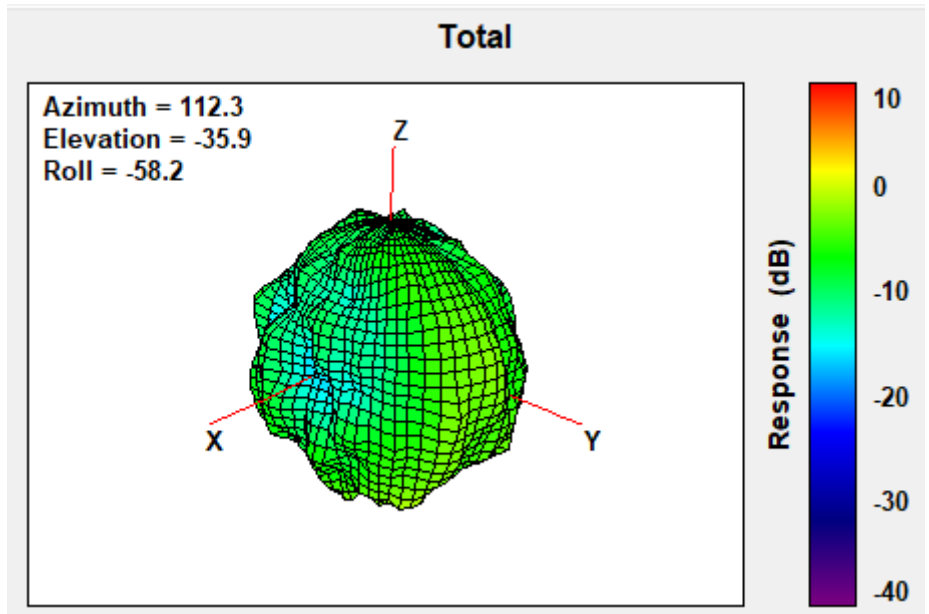 Total
Azimuth = 112.3
Elevation = -35.9
Roll = -58.2
Z
X
Y
Response (dB)
10
0
-10
-20
-30
-40